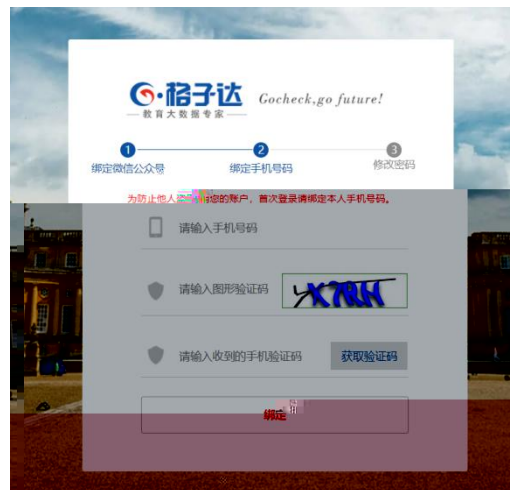 格子达 Gocheck,go future!
教育大数据专家
1 2 3
绑定微信公众号 绑定手机号码 修改密码
为防止他人 您的账户，首次登录请绑定本人手机号码。
请输入手机号码
请输入图形验证码
请输入收到的手机验证码 获取验证码
绑定